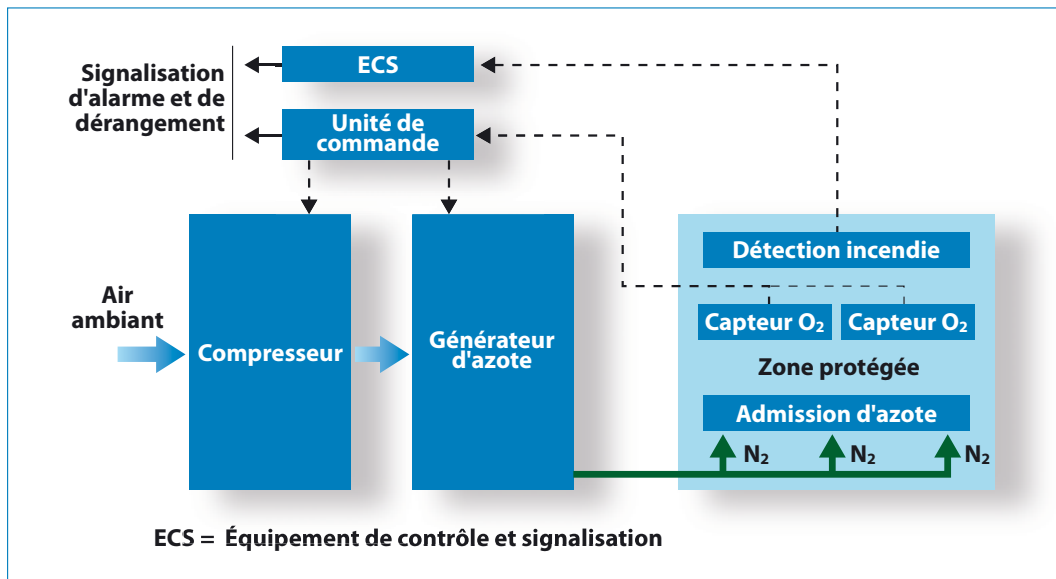 Signalisation
d'alarme et de
dérangement
ECS
Unité de
commande
Air
ambiant
Compresseur
Générateur
d'azote
Détection incendie
Capteur O₂
Capteur O₂
Zone protégée
Admission d'azote
N₂
N₂
N₂
ECS = Équipement de contrôle et signalisation